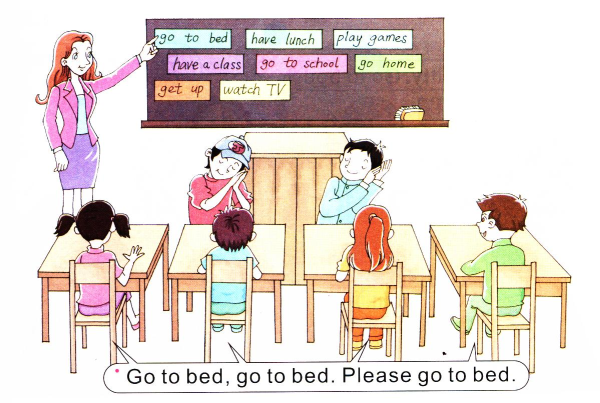 go to bed have lunch play games
have a class go to school go home
get up watch TV
Go to bed, go to bed. Please go to bed.